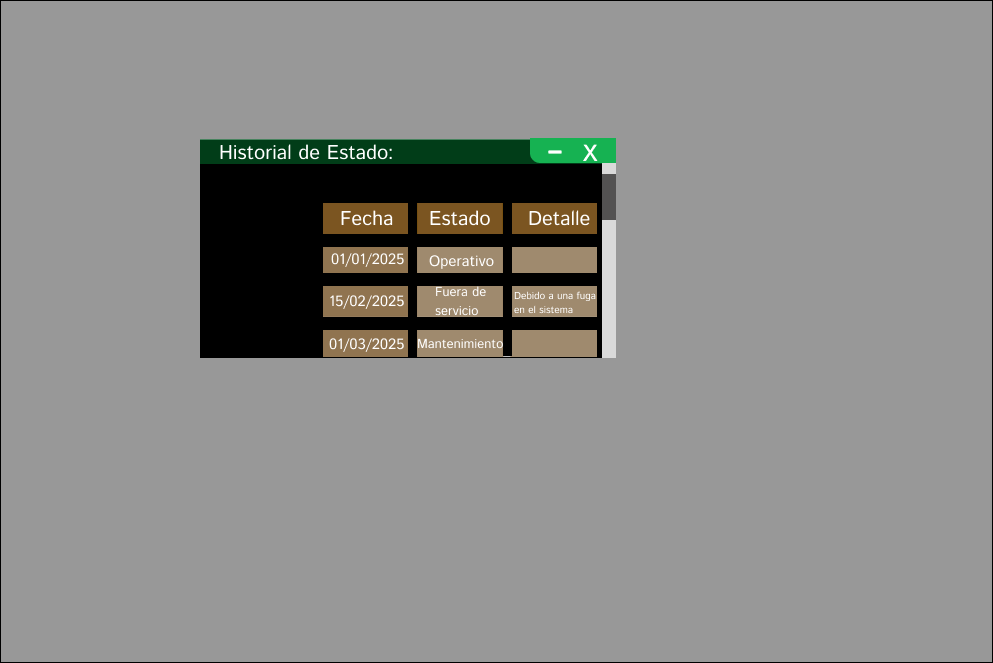 Historial de Estado:
– X
Fecha Estado Detalle
01/01/2025 Operativo
15/02/2025 Fuera de servicio Debido a una fuga en el sistema
01/03/2025 Mantenimiento